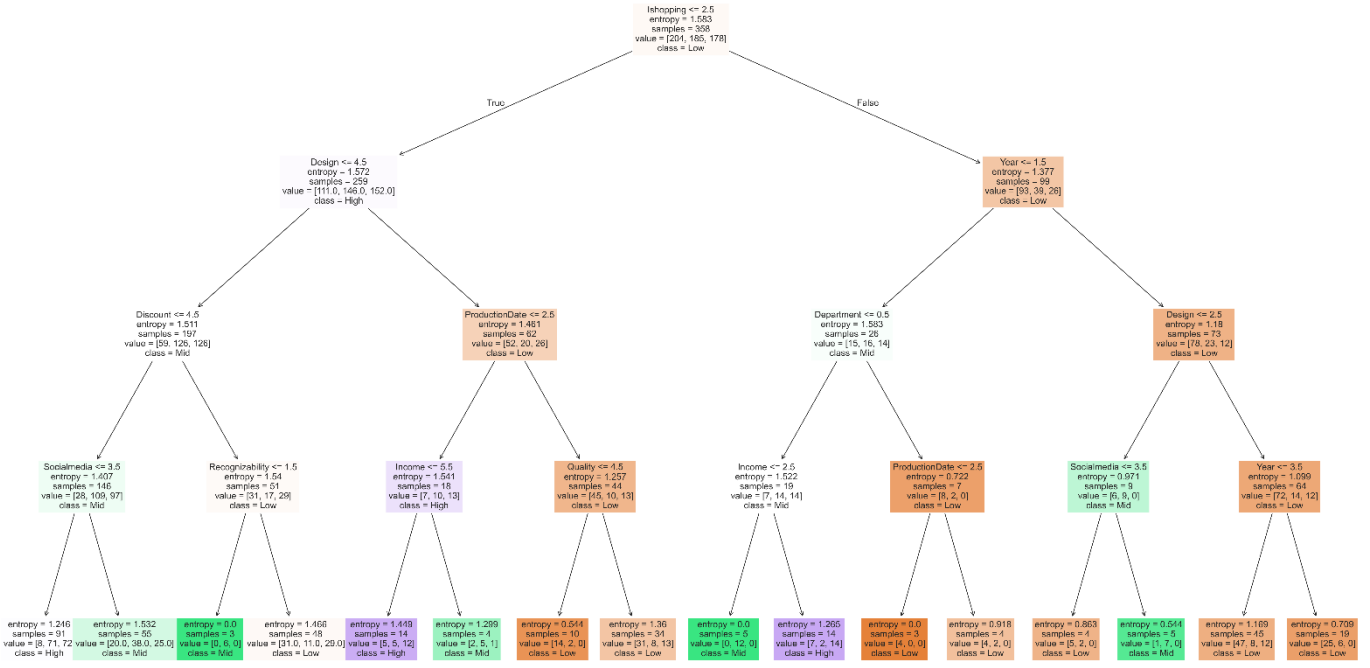 Ishopping <= 2.5
entropy = 1.583
samples = 358
value = [204, 185, 178]
class = Low
True
False
Design <= 4.5
entropy = 1.572
samples = 259
value = [111.0, 146.0, 152.0]
class = High
Year <= 1.5
entropy = 1.377
samples = 99
value = [93, 39, 26]
class = Low
Discount <= 4.5
entropy = 1.511
samples = 197
value = [59, 126, 126]
class = Mid
ProductionDate <= 2.5
entropy = 1.461
samples = 62
value = [52, 20, 26]
class = Low
Department <= 0.5
entropy = 1.583
samples = 26
value = [15, 16, 14]
class = Mid
Design <= 2.5
entropy = 1.18
samples = 73
value = [78, 23, 12]
class = Low
Socialmedia <= 3.5
entropy = 1.407
samples = 146
value = [28, 109, 97]
class = Mid
Recognizability <= 1.5
entropy = 1.54
samples = 51
value = [31, 17, 29]
class = Low
Income <= 5.5
entropy = 1.541
samples = 18
value = [7, 10, 13]
class = High
Quality <= 4.5
entropy = 1.257
samples = 44
value = [45, 10, 13]
class = Low
Income <= 2.5
entropy = 1.522
samples = 19
value = [7, 14, 14]
class = Mid
ProductionDate <= 2.5
entropy = 0.722
samples = 7
value = [8, 2, 0]
class = Low
Socialmedia <= 3.5
entropy = 0.971
samples = 9
value = [6, 9, 0]
class = Mid
Year <= 3.5
entropy = 1.099
samples = 64
value = [72, 14, 12]
class = Low
entropy = 1.246
samples = 91
value = [8, 71, 72
class = High
entropy = 1.532
samples = 55
value = [20.0, 38.0, 25.0]
class = Mid
entropy = 0.0
samples = 3
value = [0, 6, 0]
class = Mid
entropy = 1.466
samples = 48
value = [31.0, 11.0, 29.0]
class = Low
entropy = 1.449
samples = 14
value = [5, 5, 12]
class = High
entropy = 1.299
samples = 4
value = [2, 5, 1]
class = Mid
entropy = 0.544
samples = 10
value = [14, 2, 0]
class = Low
entropy = 1.36
samples = 34
value = [31, 8, 13]
class = Low
entropy = 0.0
samples = 5
value = [0, 12, 0]
class = Mid
entropy = 1.265
samples = 14
value = [7, 2, 14]
class = High
entropy = 0.0
samples = 3
value = [4, 0, 0]
class = Low
entropy = 0.918
samples = 4
value = [4, 2, 0]
class = Low
entropy = 0.863
samples = 4
value = [5, 2, 0]
class = Low
entropy = 0.544
samples = 5
value = [1, 7, 0]
class = Mid
entropy = 1.169
samples = 45
value = [47, 8, 12]
class = Low
entropy = 0.709
samples = 19
value = [25, 6, 0]
class = Low